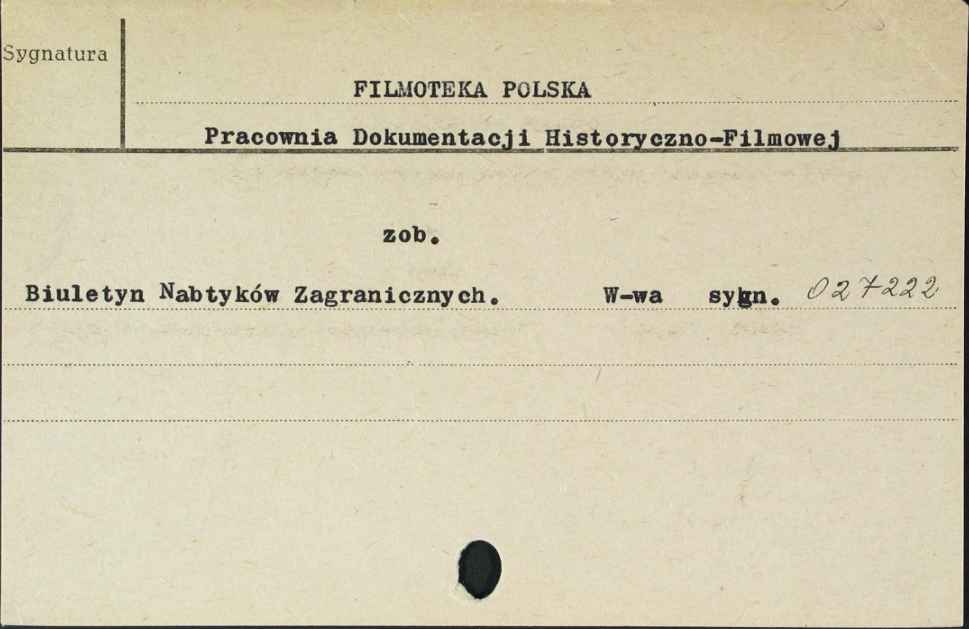 Sygnatura
FILMOTEKA POLSKA
Pracownia Dokumentacji Historyczno-Filmowej
zob.
Biuletyn Nabtyków Zagranicznych. W-wa sygn. 027222